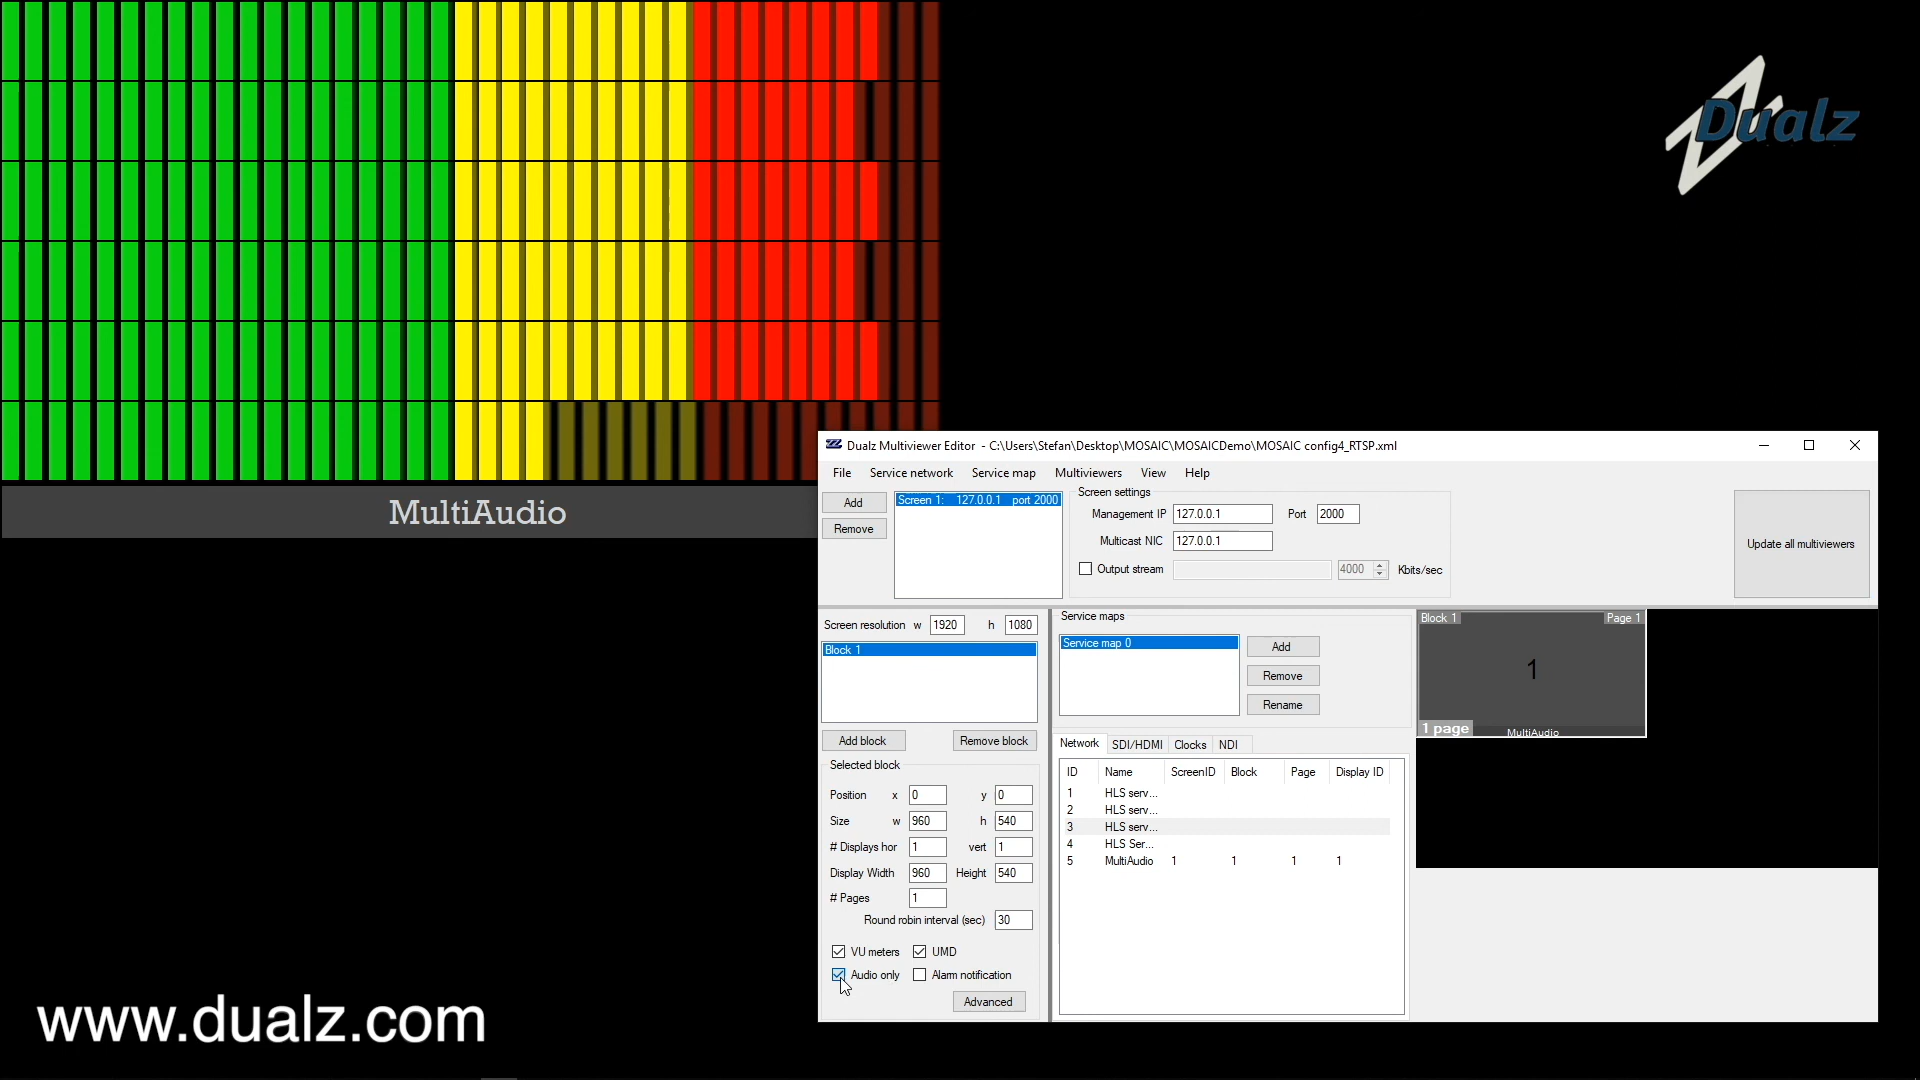 Dualz
MultiAudio
www.dualz.com
Dualz Multiviewer Editor - C:\Users\Stefan\Desktop\MOSAIC\MOSAICDemo\MOSAIC config4_RTSP.xml
File Service network Service map Multiviewers View Help
Add
Remove
Screen 1: 127.0.0.1 port 2000
Screen settings
Management IP 127.0.0.1 Port 2000
Multicast NIC 127.0.0.1
Output stream 4000 Kbits/sec
Update all multiviewers
Screen resolution w 1920 h 1080
Block 1
Add block Remove block
Selected block
Position x 0 y 0
Size w 960 h 540
# Displays hor 1 vert 1
Display Width 960 Height 540
# Pages 1
Round robin interval (sec) 30
VU meters UMD
Audio only Alarm notification
Advanced
Service maps
Service map 0
Add
Remove
Rename
Network SDI/HDMI Clocks NDI
ID Name ScreenID Block Page Display ID
1 HLS serv...
2 HLS serv...
3 HLS serv...
4 HLS Ser...
5 MultiAudio 1 1 1 1
Block 1 Page 1
1
1 page MultiAudio